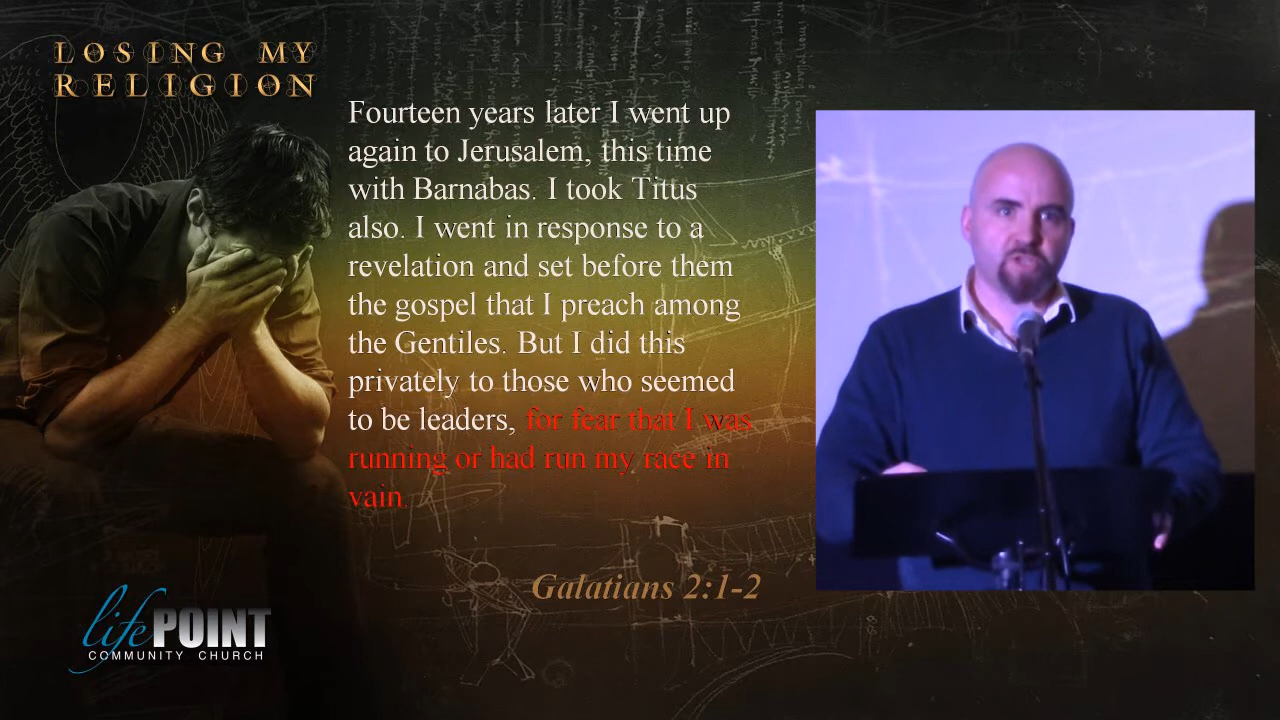 LOSING MY
RELIGION
Fourteen years later I went up
again to Jerusalem, this time
with Barnabas. I took Titus
also. I went in response to a
revelation and set before them
the gospel that I preach among
the Gentiles. But I did this
privately to those who seemed
to be leaders, for fear that I was
running or had run my race in
vain.
Galatians 2:1-2
lifePOINT
COMMUNITY CHURCH